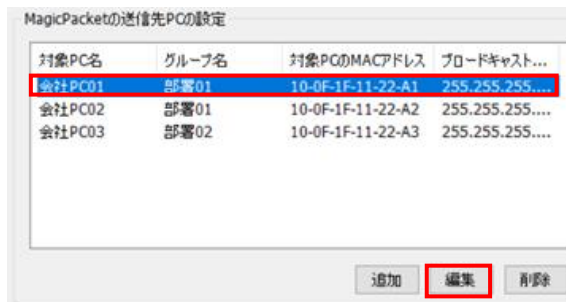 MagicPacketの送信先PCの設定
対象PC名 グループ名 対象PCのMACアドレス ブロードキャスト...
会社PC01 部署01 10-0F-1F-11-22-A1 255.255.255....
会社PC02 部署01 10-0F-1F-11-22-A2 255.255.255....
会社PC03 部署02 10-0F-1F-11-22-A3 255.255.255....
追加 編集 削除